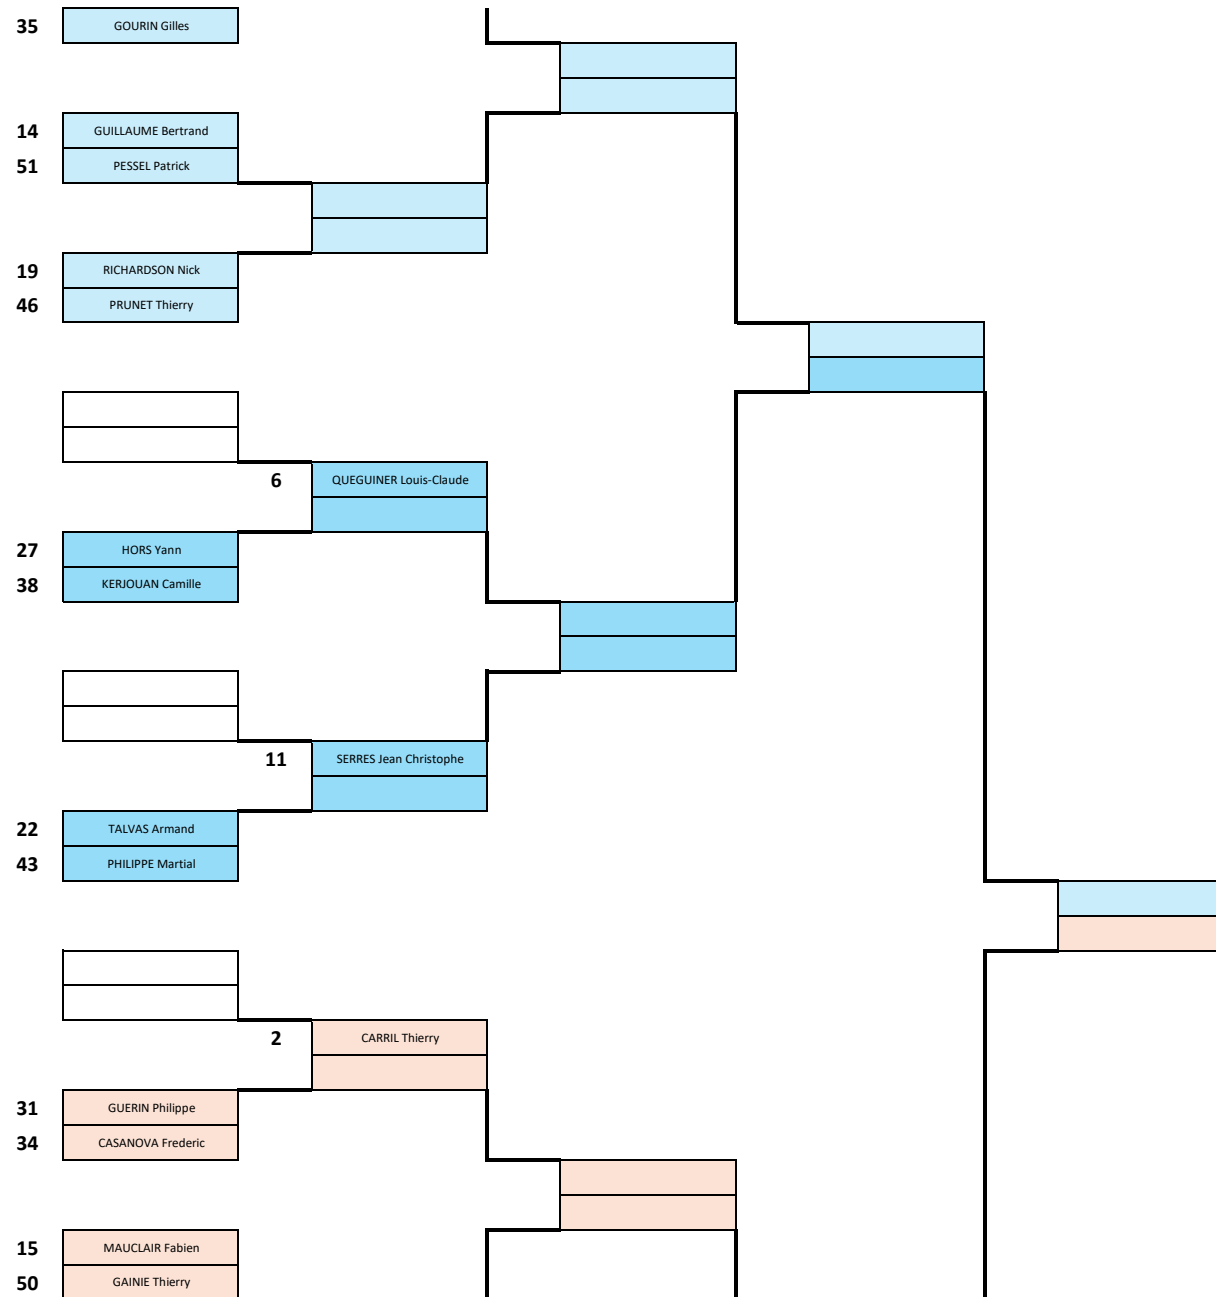 35 GOURIN Gilles
14 GUILLAUME Bertrand
51 PESSEL Patrick
19 RICHARDSON Nick
46 PRUNET Thierry
6 QUEGUINER Louis-Claude
27 HORS Yann
38 KERJOUAN Camille
11 SERRES Jean Christophe
22 TALVAS Armand
43 PHILIPPE Martial
2 CARRIL Thierry
31 GUERIN Philippe
34 CASANOVA Frederic
15 MAUCLAIR Fabien
50 GAINIE Thierry